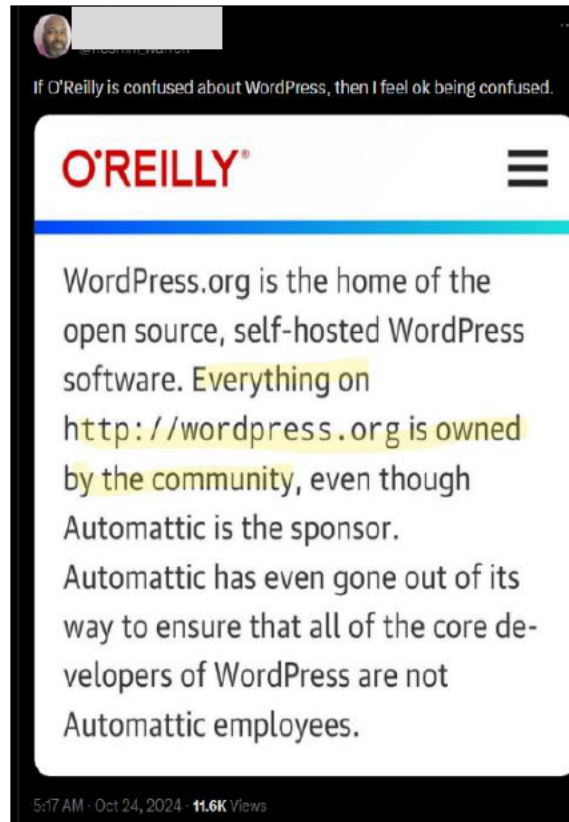 If O'Reilly is confused about WordPress, then I feel ok being confused.
O'REILLY®
WordPress.org is the home of the
open source, self-hosted WordPress
software. Everything on
http://wordpress.org is owned
by the community, even though
Automattic is the sponsor.
Automattic has even gone out of its
way to ensure that all of the core de-
velopers of WordPress are not
Automattic employees.
5:17 AM · Oct 24, 2024 · 11.6K Views